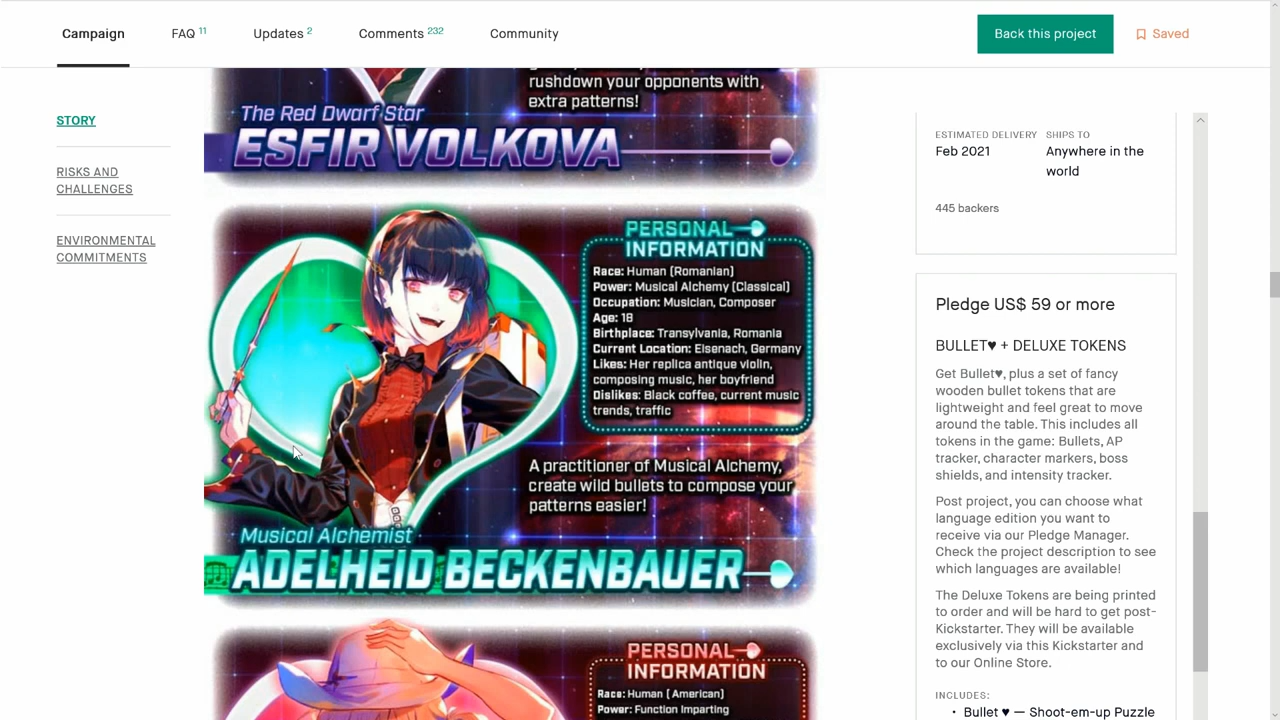 Campaign
FAQ 11
Updates 2
Comments 232
Community
Back this project
Saved
STORY
RISKS AND
CHALLENGES
ENVIRONMENTAL
COMMITMENTS
rushdown your opponents with
extra patterns!
The Red Dwarf Star
ESFIR VOLKOVA
PERSONAL
INFORMATION
Race: Human (Romanian)
Power: Musical Alchemy (Classical)
Occupation: Musician, Composer
Age: 18
Birthplace: Transylvania, Romania
Current Location: Eisenach, Germany
Likes: Her replica antique violin,
composing music, her boyfriend
Dislikes: Black coffee, current music
trends, traffic
A practitioner of Musical Alchemy,
create wild bullets to compose your
patterns easier!
Musical Alchemist
ADELHEID BECKENBAUER
PERSONAL
INFORMATION
Race: Human ( American)
Power: Function Imparting
ESTIMATED DELIVERY SHIPS TO
Feb 2021 Anywhere in the
world
445 backers
Pledge US$ 59 or more
BULLET♥ + DELUXE TOKENS
Get Bullet♥, plus a set of fancy
wooden bullet tokens that are
lightweight and feel great to move
around the table. This includes all
tokens in the game: Bullets, AP
tracker, character markers, boss
shields, and intensity tracker.
Post project, you can choose what
language edition you want to
receive via our Pledge Manager.
Check the project description to see
which languages are available!
The Deluxe Tokens are being printed
to order and will be hard to get post-
Kickstarter. They will be available
exclusively via this Kickstarter and
to our Online Store.
INCLUDES:
• Bullet ♥ — Shoot-em-up Puzzle